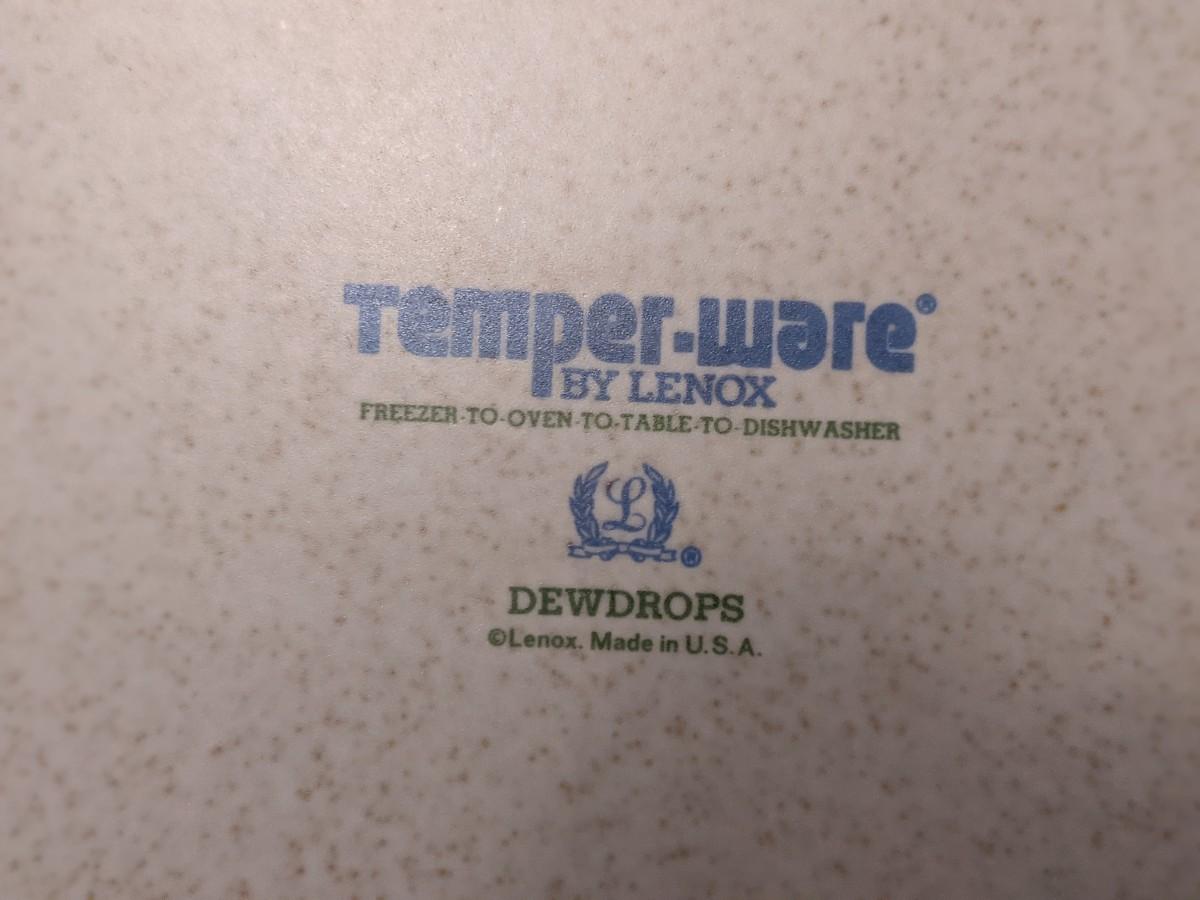 Temper-ware®
BY LENOX
FREEZER-TO-OVEN-TO-TABLE-TO-DISHWASHER
L
®
DEWDROPS
©Lenox. Made in U.S.A.